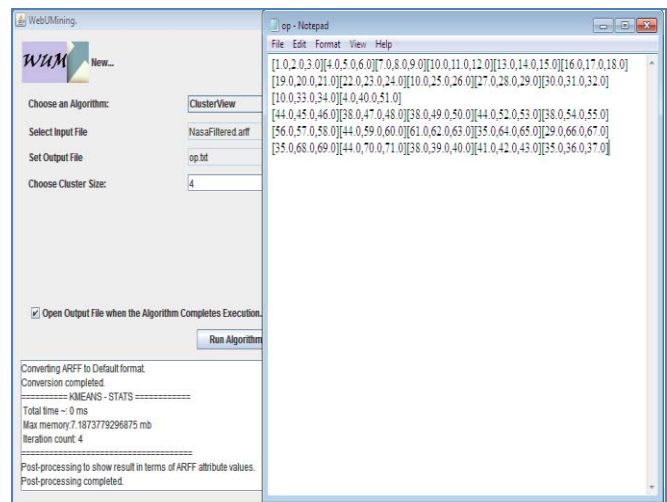 WebUMining.
WUM New...
Choose an Algorithm: ClusterView
Select Input File NasaFiltered.arff
Set Output File op.txt
Choose Cluster Size: 4
Open Output File when the Algorithm Completes Execution.
Run Algorithm
Converting ARFF to Default format.
Conversion completed.
========== KMEANS - STATS ============
Total time ~: 0 ms
Max memory:7.1873779296875 mb
Iteration count: 4
=====================================
Post-processing to show result in terms of ARFF attribute values.
Post-processing completed.
op - Notepad
File Edit Format View Help
[1.0,2.0,3.0][4.0,5.0,6.0][7.0,8.0,9.0][10.0,11.0,12.0][13.0,14.0,15.0][16.0,17.0,18.0]
[19.0,20.0,21.0][22.0,23.0,24.0][10.0,25.0,26.0][27.0,28.0,29.0][30.0,31.0,32.0]
[10.0,33.0,34.0][4.0,40.0,51.0]
[44.0,45.0,46.0][38.0,47.0,48.0][38.0,49.0,50.0][44.0,52.0,53.0][38.0,54.0,55.0]
[56.0,57.0,58.0][44.0,59.0,60.0][61.0,62.0,63.0][35.0,64.0,65.0][29.0,66.0,67.0]
[35.0,68.0,69.0][44.0,70.0,71.0][38.0,39.0,40.0][41.0,42.0,43.0][35.0,36.0,37.0]